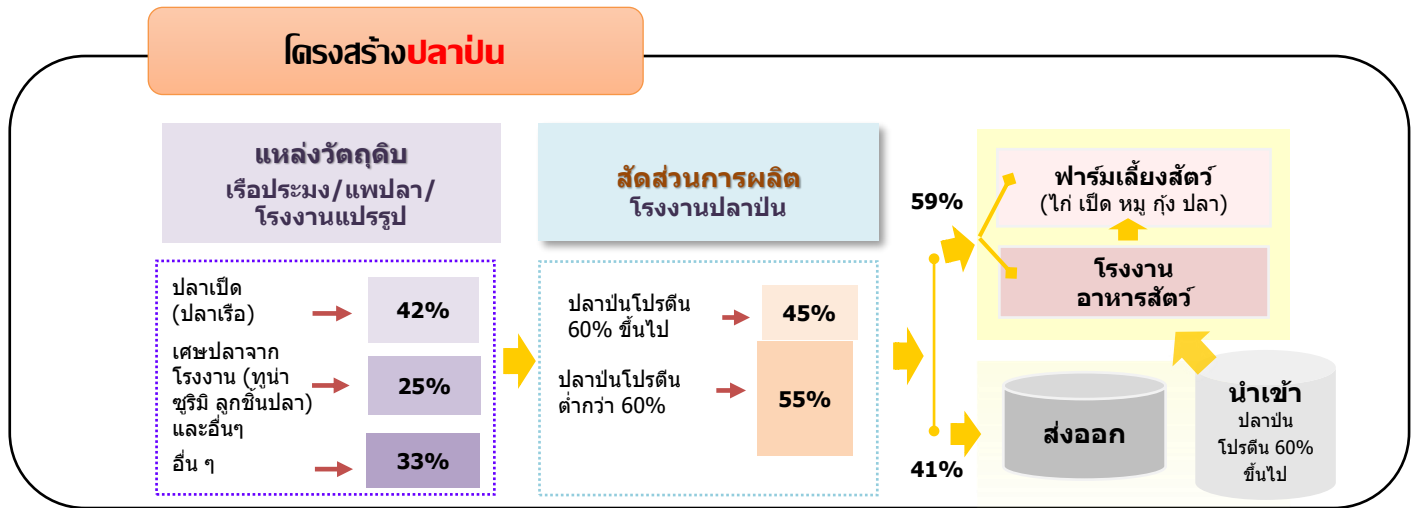 โครงสร้างปลาป่น
แหล่งวัตถุดิบ
เรือประมง/แพปลา/
โรงงานแปรรูป
ปลาเป็ด
(ปลาเรือ)
42%
เศษปลาจาก
โรงงาน (ทูน่า
ซูริมิ ลูกชิ้นปลา)
และอื่นๆ
25%
อื่น ๆ
33%
สัดส่วนการผลิต
โรงงานปลาป่น
ปลาป่นโปรตีน
60% ขึ้นไป
45%
ปลาป่นโปรตีน
ต่ำกว่า 60%
55%
59%
ฟาร์มเลี้ยงสัตว์
(ไก่ เป็ด หมู กุ้ง ปลา)
โรงงาน
อาหารสัตว์
41%
ส่งออก
นำเข้า
ปลาป่น
โปรตีน 60%
ขึ้นไป